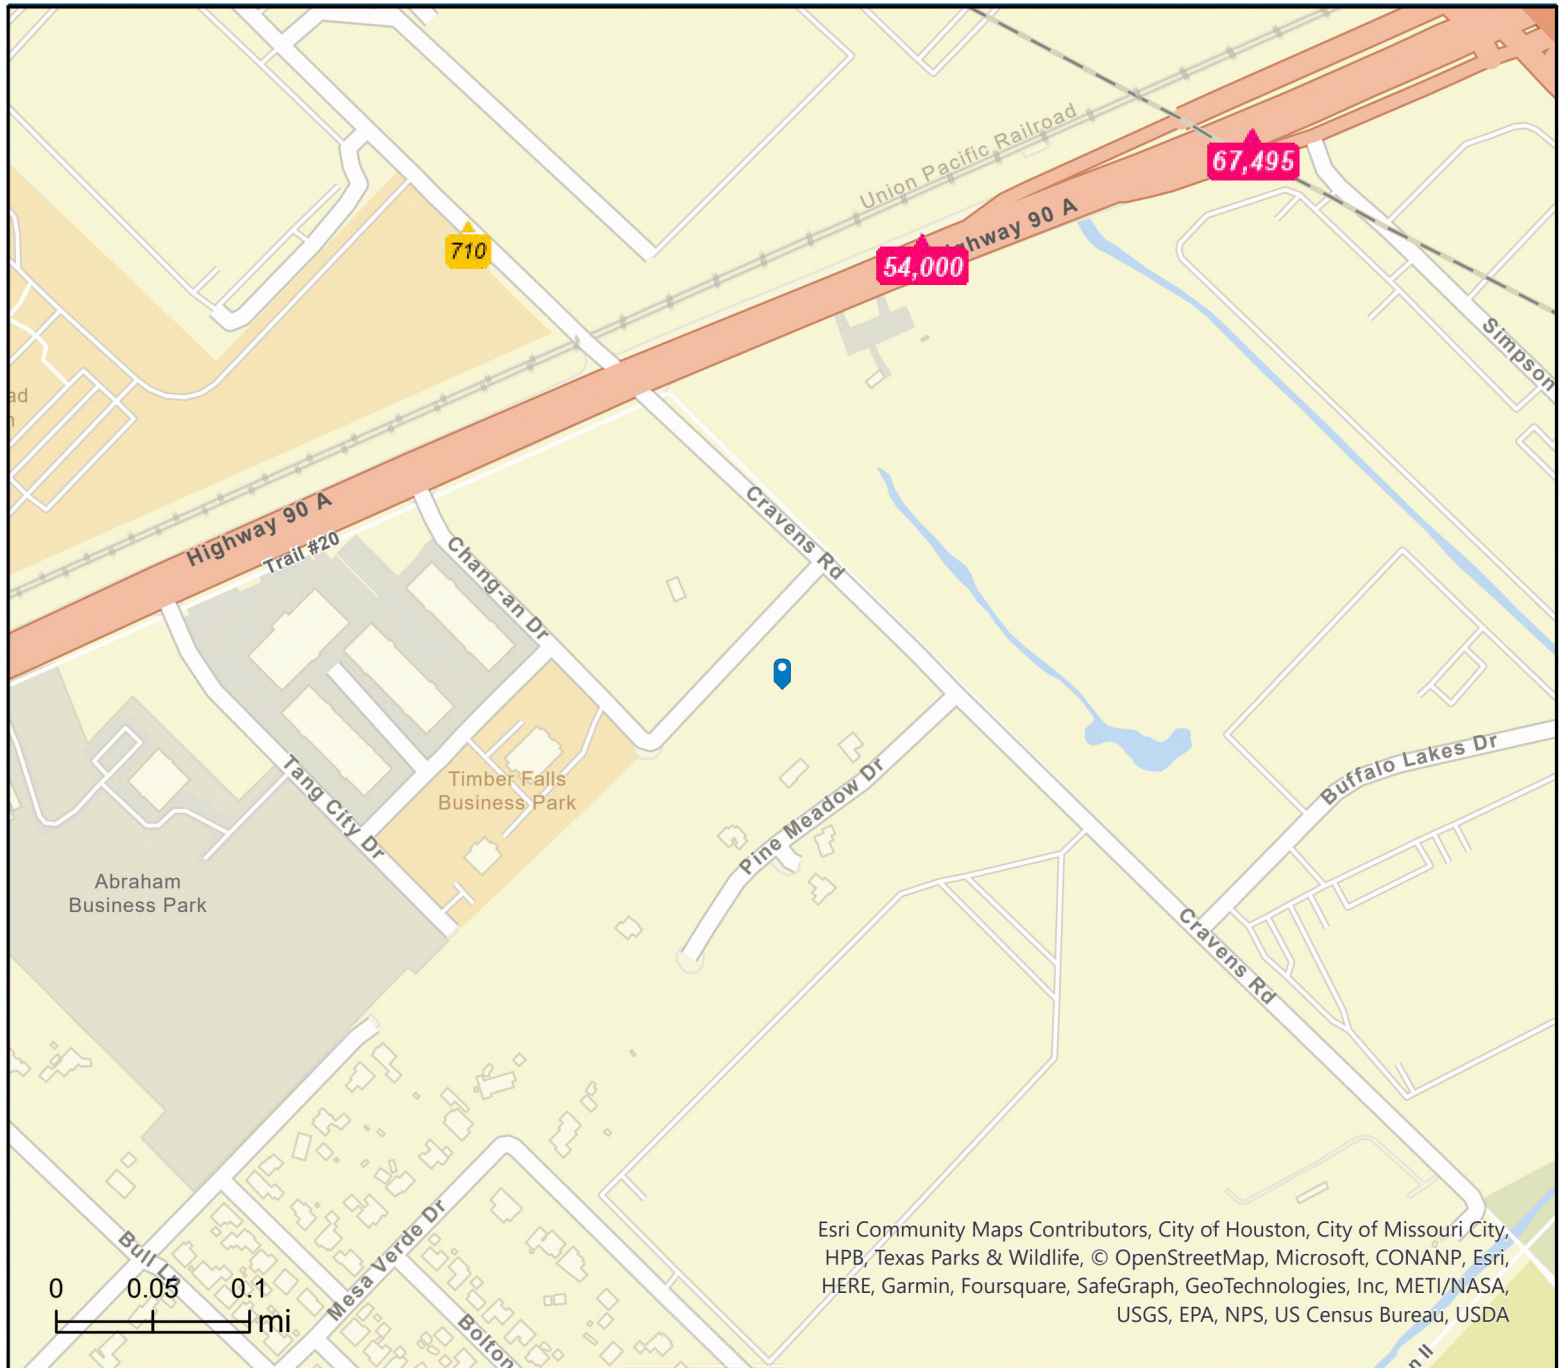 Union Pacific Railroad
67,495
Highway 90 A
710
54,000
Simpson
ad
Cravens Rd
Highway 90 A
Trail #20
Chang-an Dr
Buffalo Lakes Dr
Timber Falls
Business Park
Tang City Dr
Pine Meadow Dr
Abraham
Business Park
Cravens Rd
Mesa Verde Dr
Bull L
Bolton
0 0.05 0.1
mi
Esri Community Maps Contributors, City of Houston, City of Missouri City,
HPB, Texas Parks & Wildlife, © OpenStreetMap, Microsoft, CONANP, Esri,
HERE, Garmin, Foursquare, SafeGraph, GeoTechnologies, Inc, METI/NASA,
USGS, EPA, NPS, US Census Bureau, USDA
n II